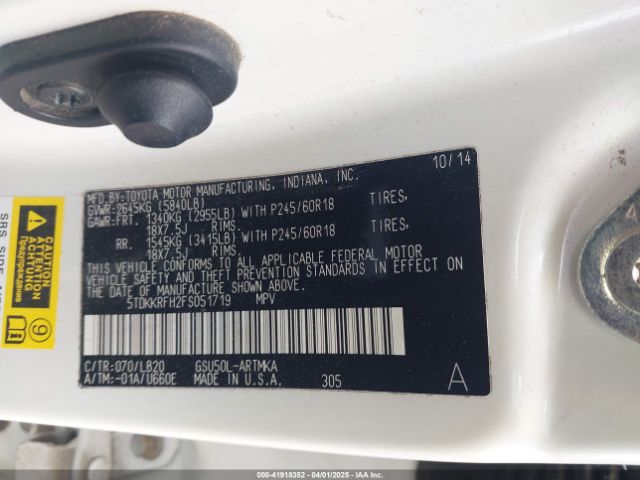 10/14
MFD.BY:TOYOTA MOTOR MANUFACTURING, INDIANA, INC.
GVWR:2645KG (5840LB)
GAWR:FRT. 1340KG (2955LB) WITH P245/60R18 TIRES,
18X7.5J RIMS.
RR. 1545KG (3415LB) WITH P245/60R18 TIRES,
18X7.5J RIMS.
THIS VEHICLE CONFORMS TO ALL APPLICABLE FEDERAL MOTOR
VEHICLE SAFETY AND THEFT PREVENTION STANDARDS IN EFFECT ON
THE DATE OF MANUFACTURE SHOWN ABOVE.
5TDKKRFH2FS051719 MPV
C/TR:070/LB20 GSU50L-ARTMKA
A/TM:-01A/U660E MADE IN U.S.A. 305 A
CAUTION
ATTENTION
ACHTUNG
Предупреждение
9
000-41918352 04/01/2025 - IAA Inc.